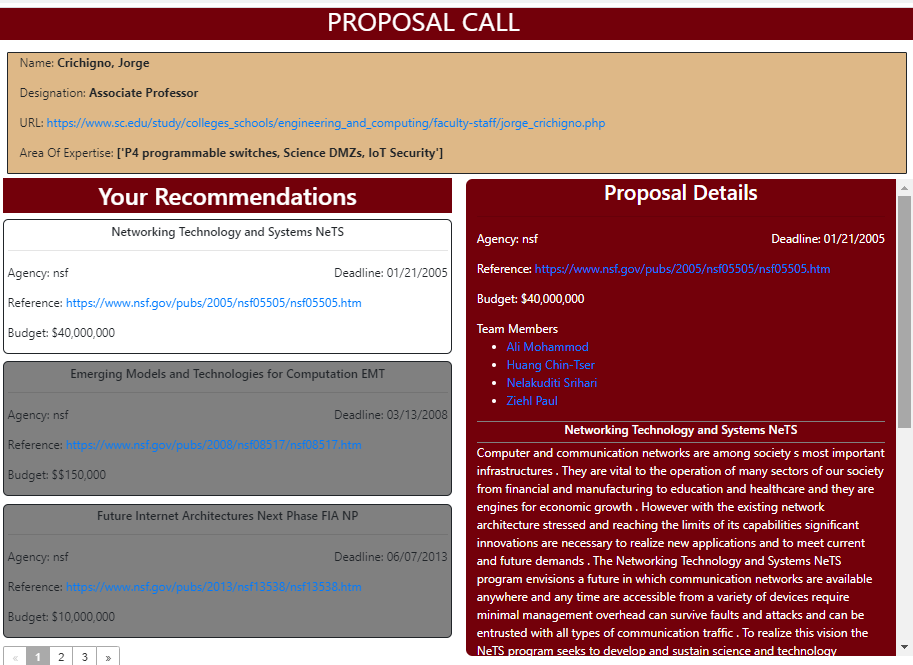 PROPOSAL CALL
Name: Crichigno, Jorge
Designation: Associate Professor
URL: https://www.sc.edu/study/colleges_schools/engineering_and_computing/faculty-staff/jorge_crichigno.php
Area Of Expertise: ['P4 programmable switches, Science DMZs, IoT Security']
Your Recommendations
Networking Technology and Systems NeTS
Agency: nsf Deadline: 01/21/2005
Reference: https://www.nsf.gov/pubs/2005/nsf05505/nsf05505.htm
Budget: $40,000,000
Emerging Models and Technologies for Computation EMT
Agency: nsf Deadline: 03/13/2008
Reference: https://www.nsf.gov/pubs/2008/nsf08517/nsf08517.htm
Budget: $$150,000
Future Internet Architectures Next Phase FIA NP
Agency: nsf Deadline: 06/07/2013
Reference: https://www.nsf.gov/pubs/2013/nsf13538/nsf13538.htm
Budget: $10,000,000
« 1 2 3 »
Proposal Details
Agency: nsf Deadline: 01/21/2005
Reference: https://www.nsf.gov/pubs/2005/nsf05505/nsf05505.htm
Budget: $40,000,000
Team Members
• Ali Mohammod
• Huang Chin-Tser
• Nelakuditi Srihari
• Ziehl Paul
Networking Technology and Systems NeTS
Computer and communication networks are among society s most important
infrastructures . They are vital to the operation of many sectors of our society
from financial and manufacturing to education and healthcare and they are
engines for economic growth . However with the existing network
architecture stressed and reaching the limits of its capabilities significant
innovations are necessary to realize new applications and to meet current
and future demands . The Networking Technology and Systems NeTS
program envisions a future in which communication networks are available
anywhere and any time are accessible from a variety of devices require
minimal management overhead can survive faults and attacks and can be
entrusted with all types of communication traffic . To realize this vision the
NeTS program seeks to develop and sustain science and technology